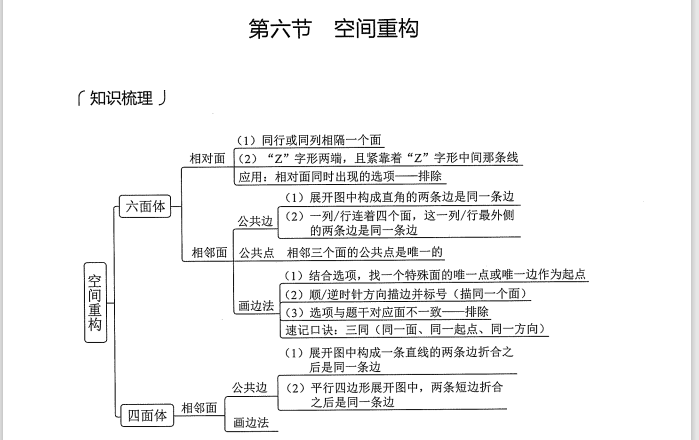 第六节 空间重构
知识梳理
（1）同行或同列相隔一个面
相对面
（2）“Z”字形两端，且紧靠着“Z”字形中间那条线
应用：相对面同时出现的选项——排除
六面体
（1）展开图中构成直角的两条边是同一条边
公共边
（2）一列/行连着四个面，这一列/行最外侧
的两条边是同一条边
相邻面
公共点 相邻三个面的公共点是唯一的
（1）结合选项，找一个特殊面的唯一点或唯一边作为起点
空间重构
（2）顺/逆时针方向描边并标号（描同一个面）
画边法
（3）选项与题干对应面不一致——排除
速记口诀：三同（同一面、同一起点、同一方向）
（1）展开图中构成一条直线的两条边折合之
后是同一条边
公共边
（2）平行四边形展开图中，两条短边折合
之后是同一条边
四面体
相邻面
画边法